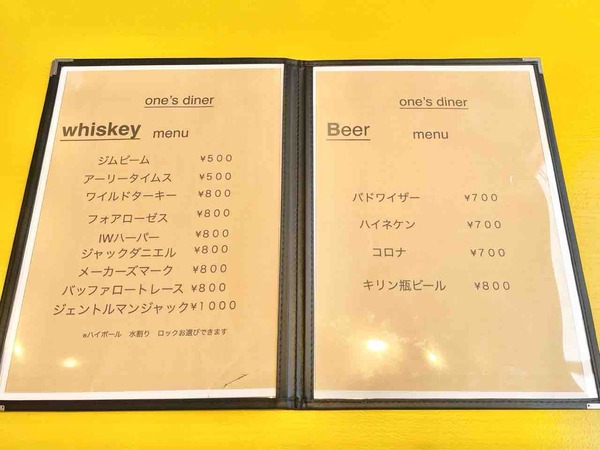 one's diner
whiskey menu
ジムビーム ¥500
アーリータイムス ¥500
ワイルドターキー ¥800
フォアローゼス ¥800
IWハーパー ¥800
ジャックダニエル ¥800
メーカーズマーク ¥800
バッファロートレース ¥800
ジェントルマンジャック ¥1000
※ハイボール 水割り ロックお選びできます
one's diner
Beer menu
バドワイザー ¥700
ハイネケン ¥700
コロナ ¥700
キリン瓶ビール ¥800